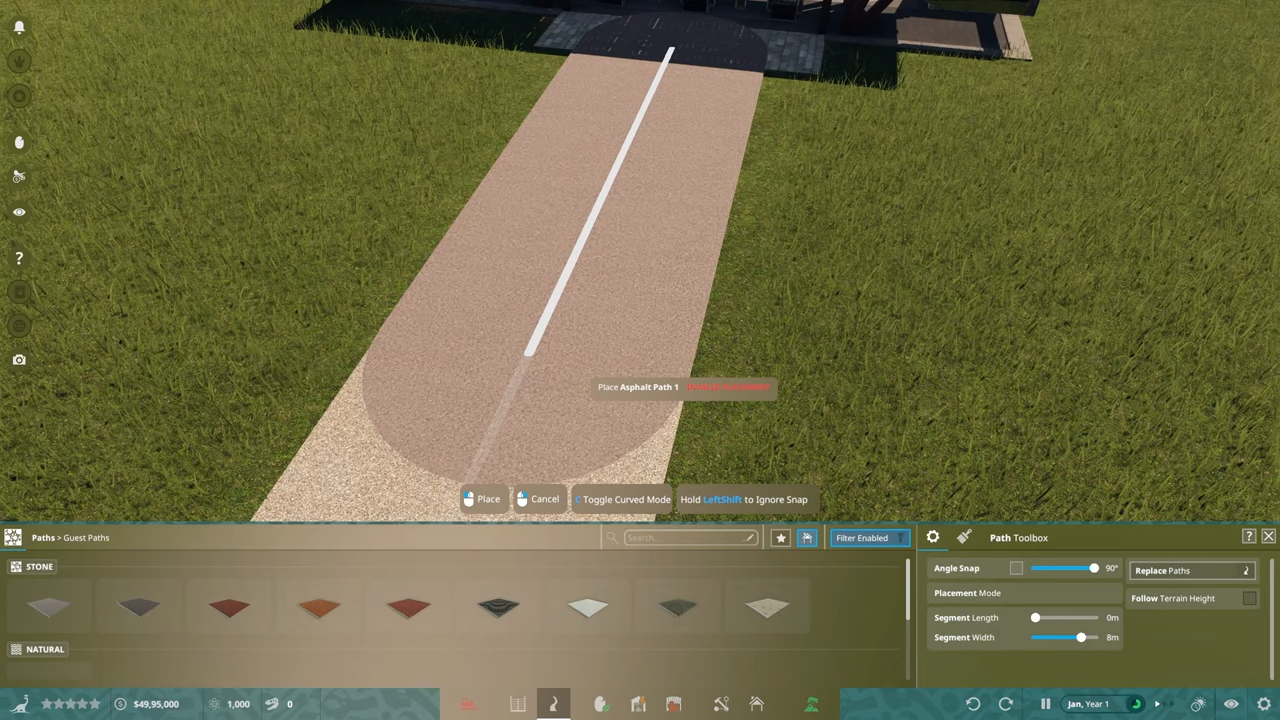 Place Asphalt Path 1
Place
Cancel
C Toggle Curved Mode
Hold LeftShift to Ignore Snap
Paths > Guest Paths
Search...
Filter Enabled
Path Toolbox
?
STONE
Angle Snap
90°
Replace Paths
Placement Mode
Follow Terrain Height
Segment Length
0m
Segment Width
8m
NATURAL
$49,95,000
1,000
0
Jan, Year 1